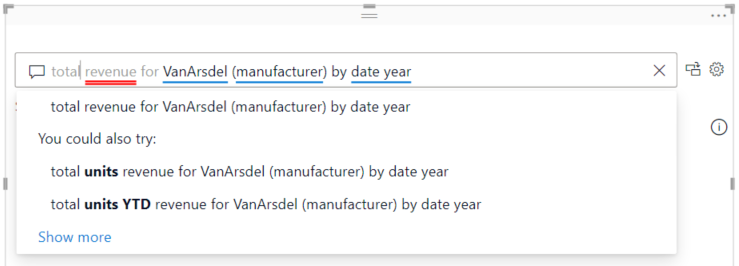 total revenue for VanArsdel (manufacturer) by date year
total revenue for VanArsdel (manufacturer) by date year
You could also try:
total units revenue for VanArsdel (manufacturer) by date year
total units YTD revenue for VanArsdel (manufacturer) by date year
Show more